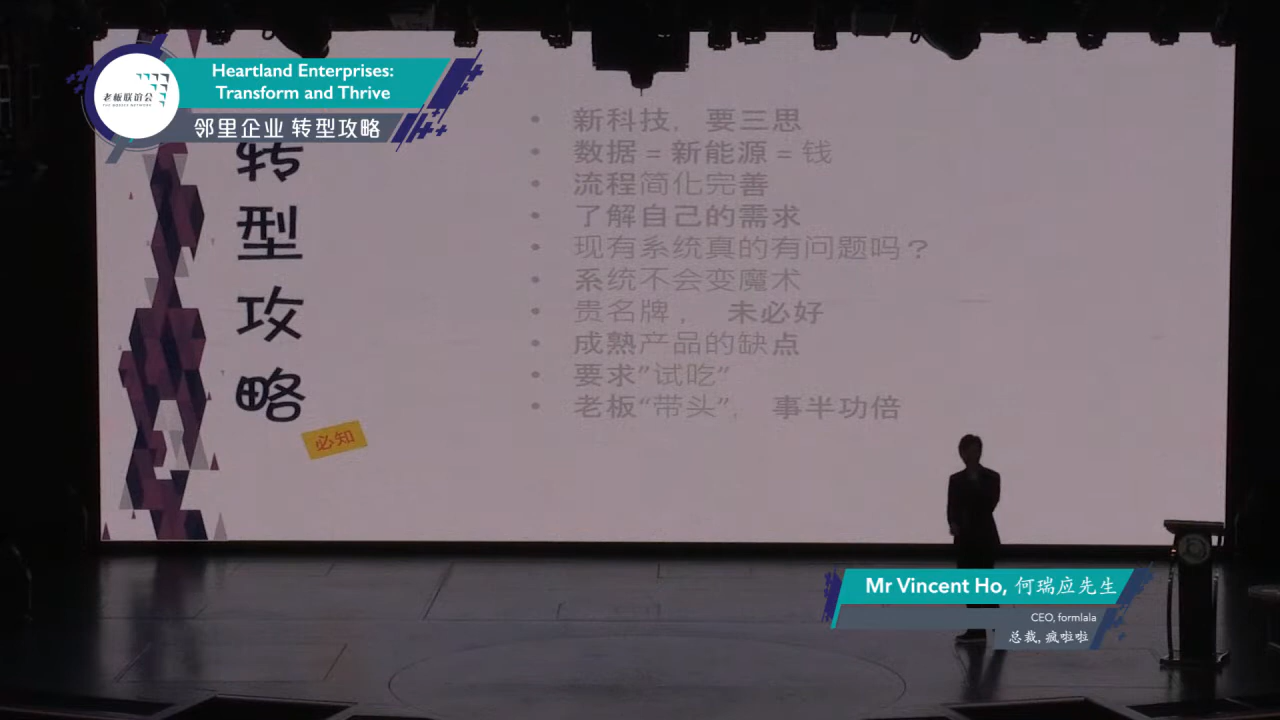 老板联谊会
Heartland Enterprises:
Transform and Thrive
邻里企业 转型攻略
转型攻略
必知
• 新科技，要三思
• 数据 = 新能源 = 钱
• 流程简化完善
• 了解自己的需求
• 现有系统真的有问题吗？
• 系统不会变魔术
• 贵名牌， 未必好
• 成熟产品的缺点
• 要求”试吃”
• 老板“带头”， 事半功倍
Mr Vincent Ho, 何瑞应先生
CEO, formlala
总裁, 疯啦啦